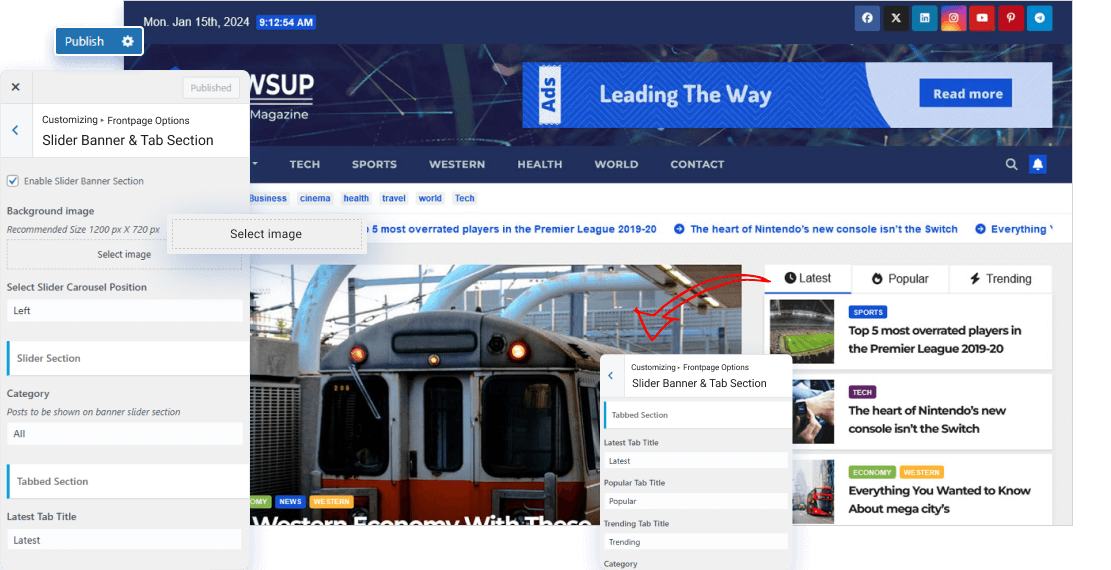 Mon. Jan 15th, 2024 9:12:54 AM
Publish
WSUP
Magazine
Ads
Leading The Way
Read more
TECH SPORTS WESTERN HEALTH WORLD CONTACT
Business cinema health travel world Tech
5 most overrated players in the Premier League 2019-20 The heart of Nintendo's new console isn't the Switch Everything
Published
Customizing ▸ Frontpage Options
Slider Banner & Tab Section
Enable Slider Banner Section
Background image
Recommended Size 1200 px X 720 px
Select image
Select image
Select Slider Carousel Position
Left
Slider Section
Category
Posts to be shown on banner slider section
All
Tabbed Section
Latest Tab Title
Latest
208
OMY NEWS WESTERN
Western Economy With These
Customizing ▸ Frontpage Options
Slider Banner & Tab Section
Tabbed Section
Latest Tab Title
Latest
Popular Tab Title
Popular
Trending Tab Title
Trending
Category
Latest Popular Trending
SPORTS
Top 5 most overrated players in
the Premier League 2019-20
TECH
The heart of Nintendo's new
console isn't the Switch
ECONOMY WESTERN
Everything You Wanted to Know
About mega city's